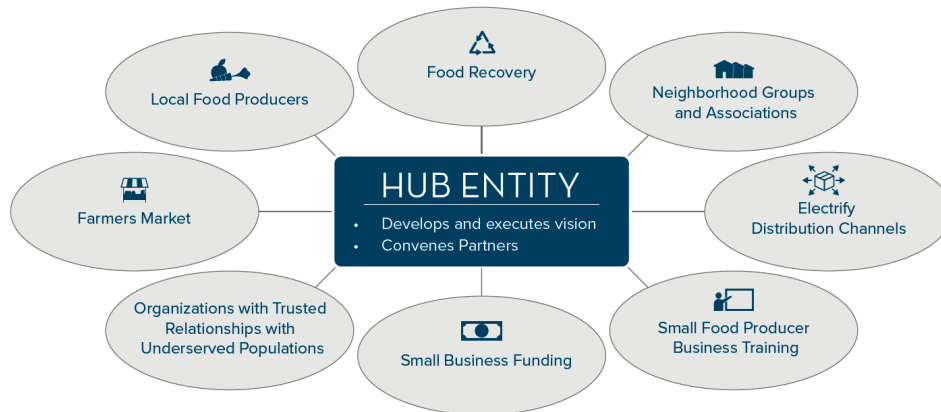 Food Recovery
Local Food Producers
Neighborhood Groups
and Associations
HUB ENTITY
• Develops and executes vision
• Convenes Partners
Farmers Market
Electrify
Distribution Channels
Organizations with Trusted
Relationships with
Underserved Populations
Small Business Funding
Small Food Producer
Business Training